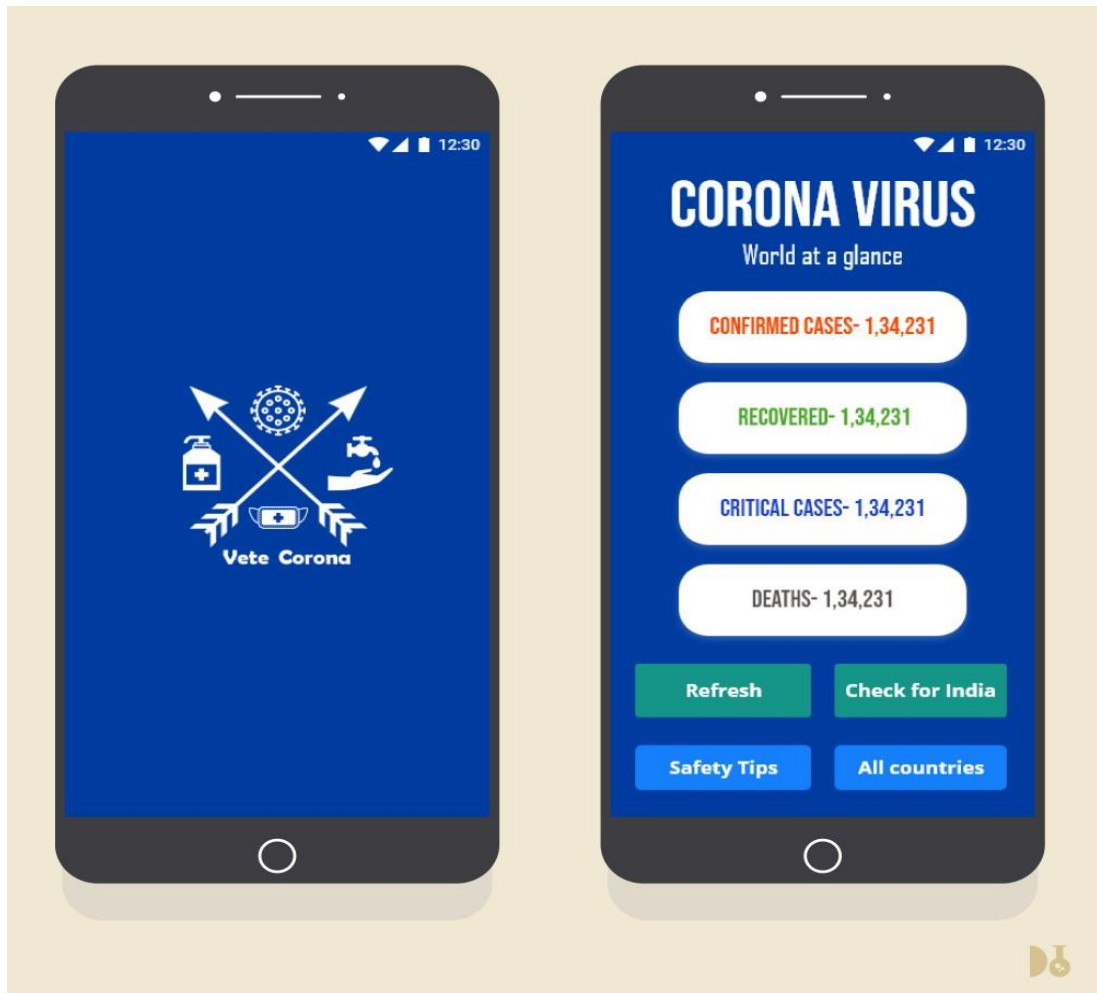 12:30
Vete Corona
12:30
CORONA VIRUS
World at a glance
CONFIRMED CASES- 1,34,231
RECOVERED- 1,34,231
CRITICAL CASES- 1,34,231
DEATHS- 1,34,231
Refresh
Check for India
Safety Tips
All countries